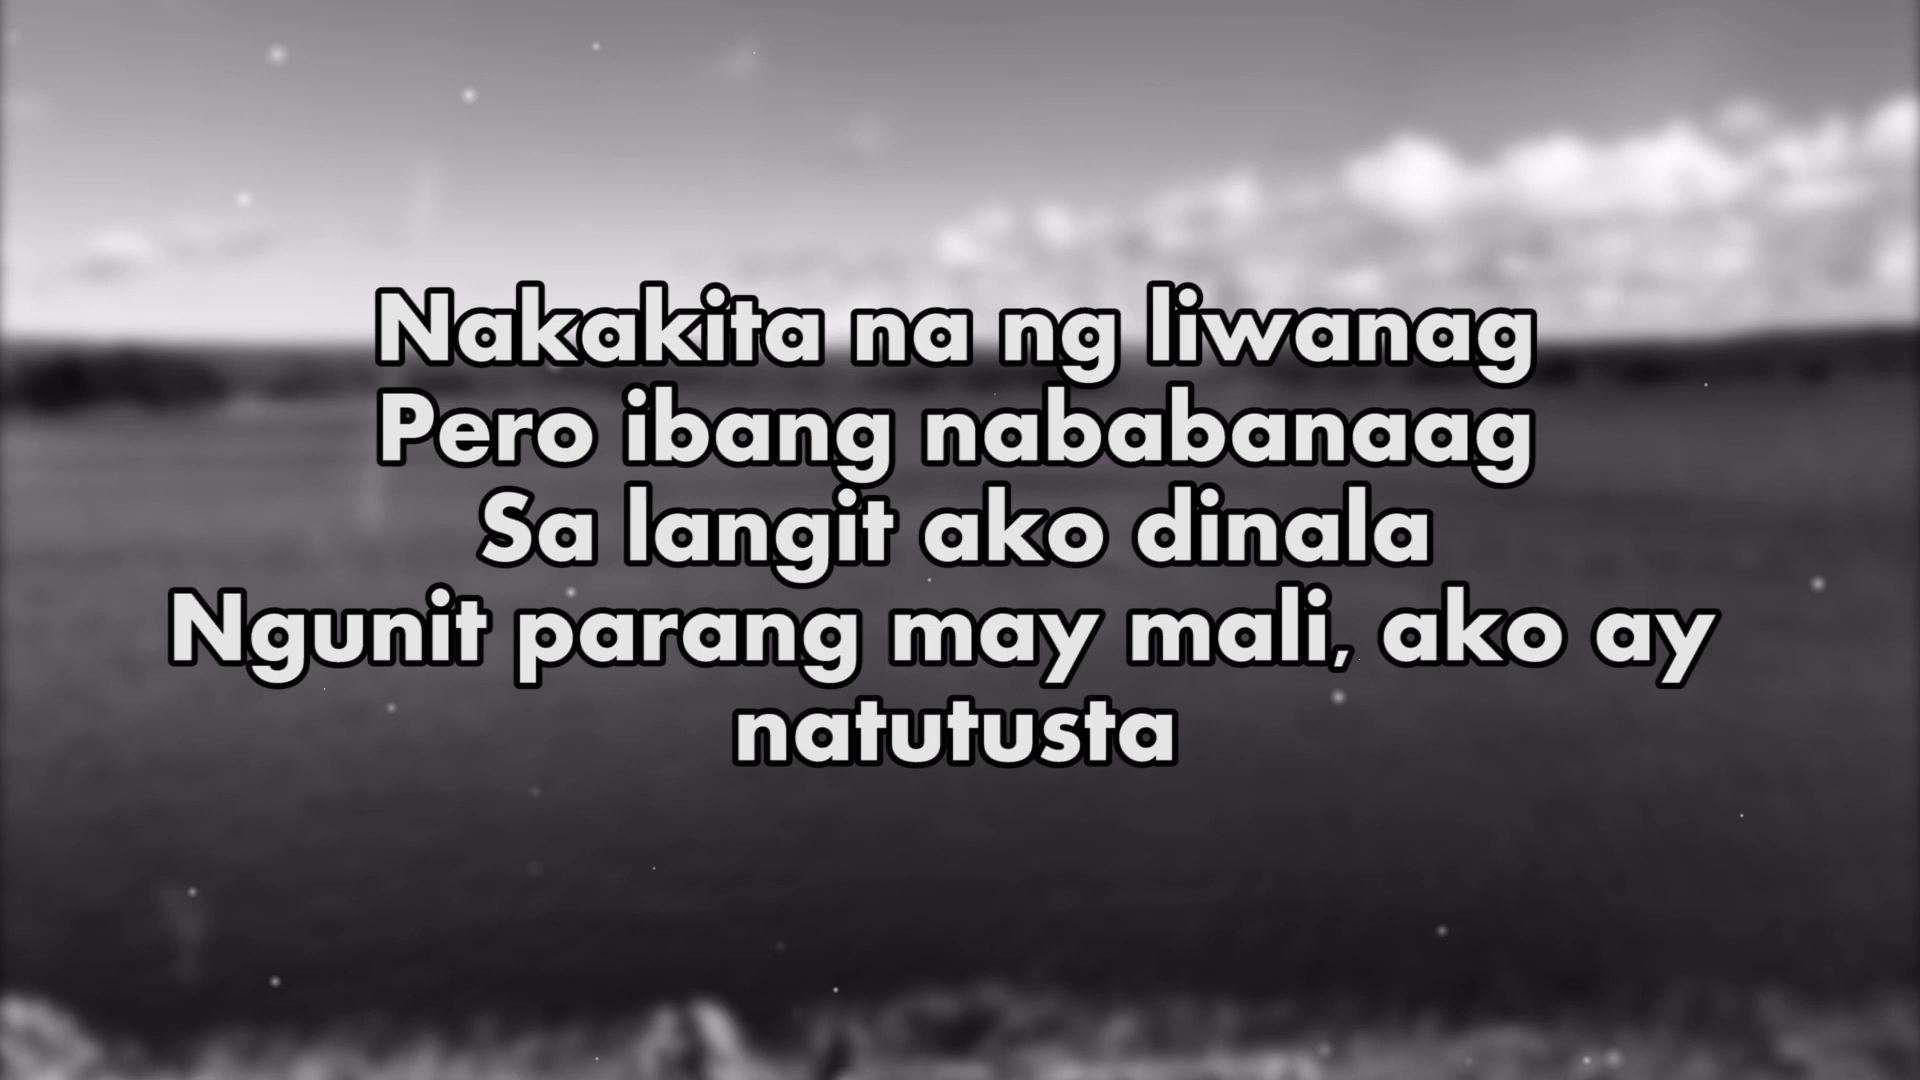 Nakakita na ng liwanag
Pero ibang nababanaag
Sa langit ako dinala
Ngunit parang may mali, ako ay
natutusta